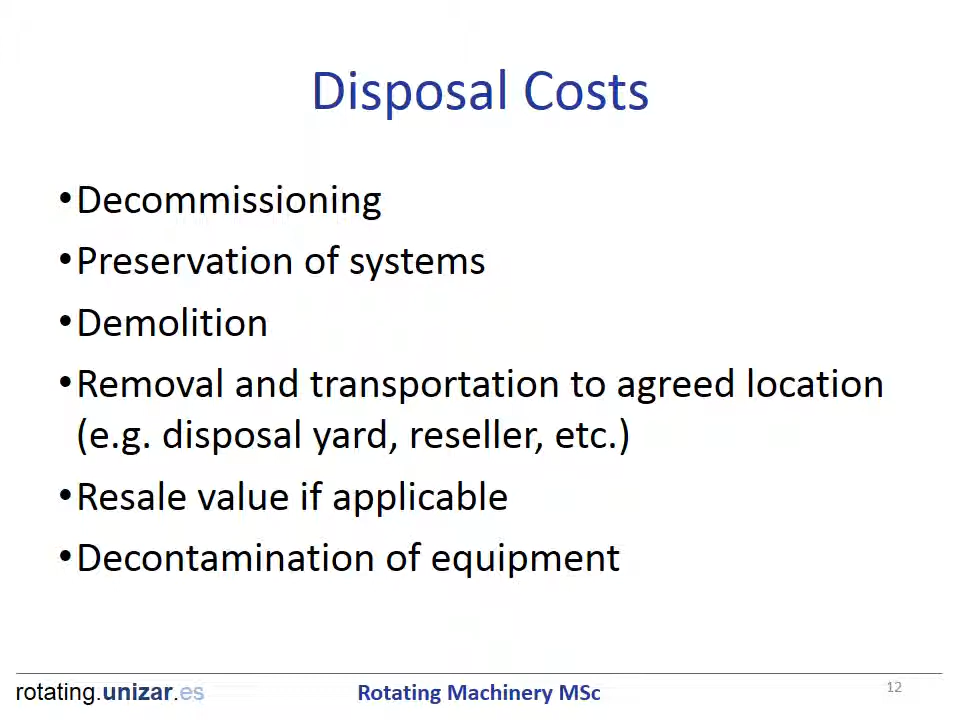 Disposal Costs
•Decommissioning
•Preservation of systems
•Demolition
•Removal and transportation to agreed location
(e.g. disposal yard, reseller, etc.)
•Resale value if applicable
•Decontamination of equipment
rotating.unizar.es
Rotating Machinery MSc
12